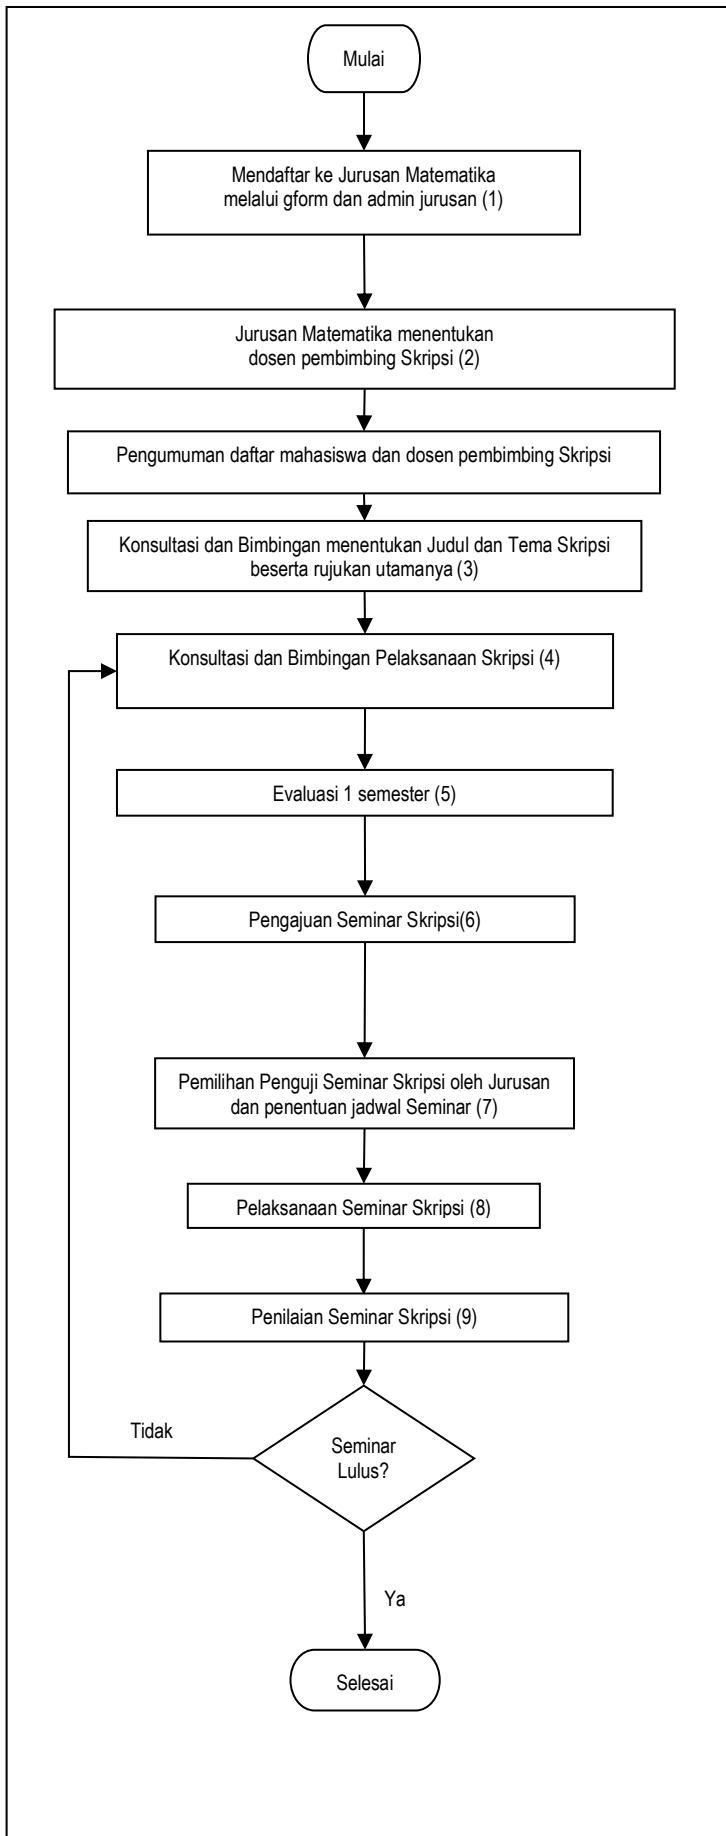 Mulai
Mendaftar ke Jurusan Matematika
melalui gform dan admin jurusan (1)
Jurusan Matematika menentukan
dosen pembimbing Skripsi (2)
Pengumuman daftar mahasiswa dan dosen pembimbing Skripsi
Konsultasi dan Bimbingan menentukan Judul dan Tema Skripsi
beserta rujukan utamanya (3)
Konsultasi dan Bimbingan Pelaksanaan Skripsi (4)
Evaluasi 1 semester (5)
Pengajuan Seminar Skripsi(6)
Pemilihan Penguji Seminar Skripsi oleh Jurusan
dan penentuan jadwal Seminar (7)
Pelaksanaan Seminar Skripsi (8)
Penilaian Seminar Skripsi (9)
Tidak
Seminar
Lulus?
Ya
Selesai